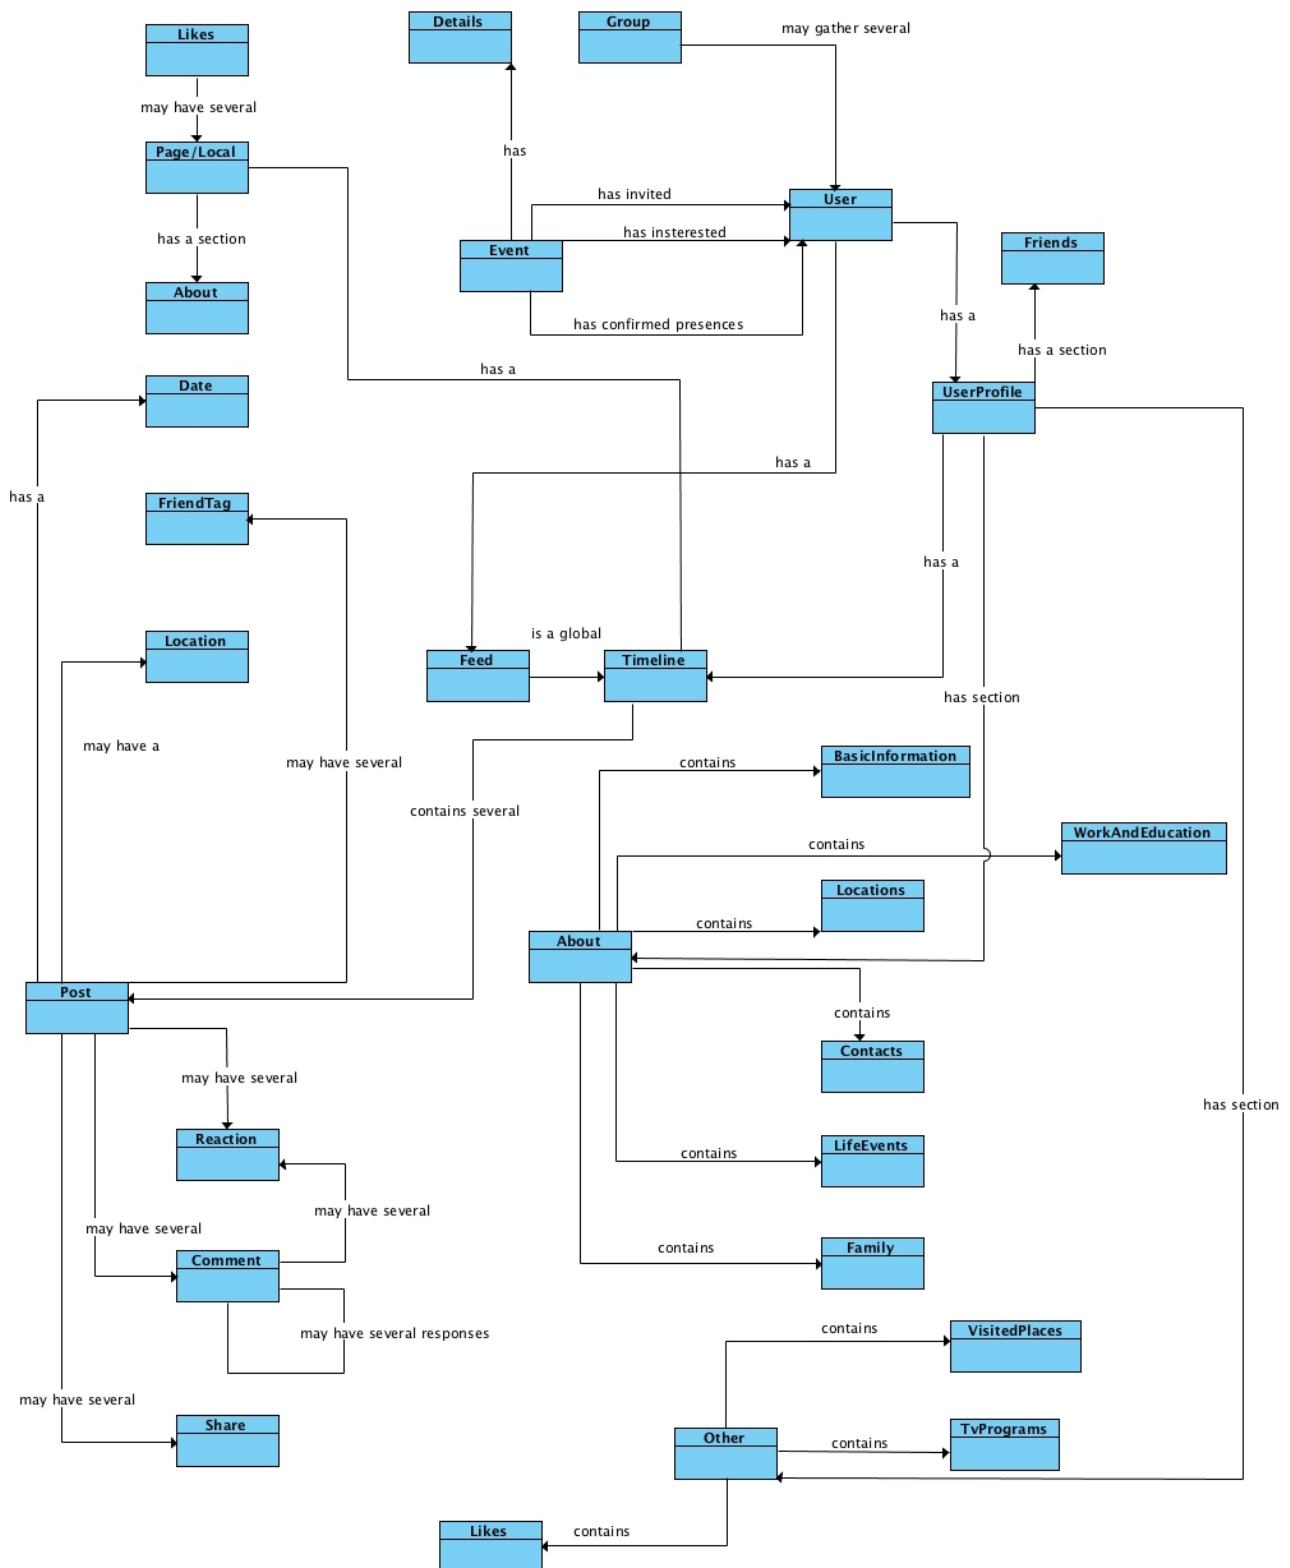 Details
Group
may gather several
Likes
may have several
has
Page/Local
has invited
User
has insterested
Event
has a section
Friends
About
has a
has confirmed presences
has a section
has a
Date
UserProfile
has a
has a
FriendTag
has a
is a global
Location
Feed
Timeline
has section
may have a
BasicInformation
contains
may have several
contains several
WorkAndEducation
contains
Locations
contains
About
Post
contains
Contacts
may have several
has section
Reaction
LifeEvents
contains
may have several
may have several
Family
contains
Comment
may have several responses
contains
VisitedPlaces
may have several
Share
TvPrograms
Other
contains
Likes
contains